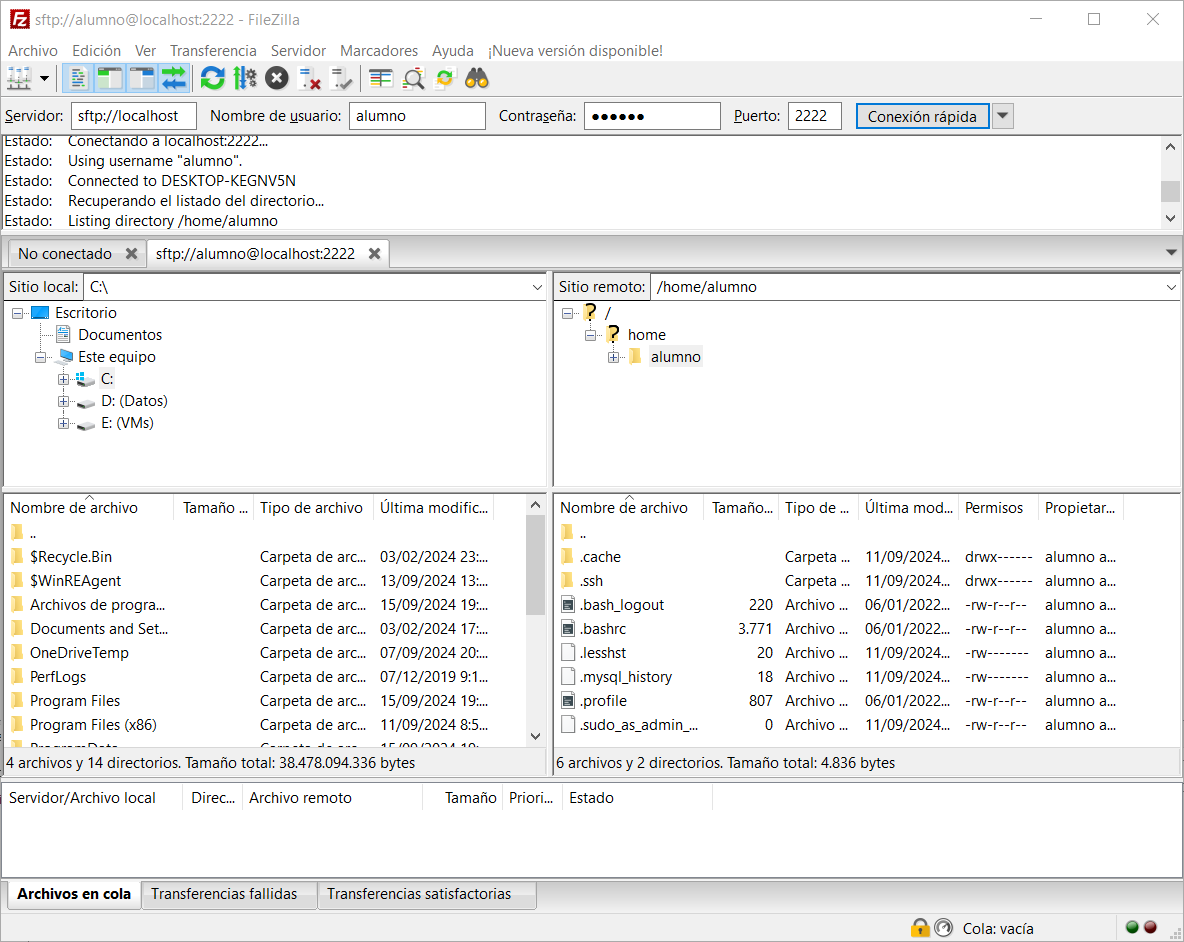 sftp://alumno@localhost:2222 - FileZilla
Archivo Edición Ver Transferencia Servidor Marcadores Ayuda ¡Nueva versión disponible!
Servidor: sftp://localhost Nombre de usuario: alumno Contraseña: ●●●●●● Puerto: 2222 Conexión rápida
Estado: Conectando a localhost:2222...
Estado: Using username "alumno".
Estado: Connected to DESKTOP-KEGNV5N
Estado: Recuperando el listado del directorio...
Estado: Listing directory /home/alumno
No conectado sftp://alumno@localhost:2222
Sitio local: C:\
Escritorio
Documentos
Este equipo
C:
D: (Datos)
E: (VMs)
Sitio remoto: /home/alumno
/
home
alumno
Nombre de archivo Tamaño ... Tipo de archivo Última modific...
..
$Recycle.Bin Carpeta de arc... 03/02/2024 23:...
$WinREAgent Carpeta de arc... 13/09/2024 13:...
Archivos de progra... Carpeta de arc... 15/09/2024 19:...
Documents and Set... Carpeta de arc... 03/02/2024 17:...
OneDriveTemp Carpeta de arc... 07/09/2024 20:...
PerfLogs Carpeta de arc... 07/12/2019 9:1...
Program Files Carpeta de arc... 15/09/2024 19:...
Program Files (x86) Carpeta de arc... 11/09/2024 8:5...
ProgramData Carpeta de arc... 15/09/2024 19:...
4 archivos y 14 directorios. Tamaño total: 38.478.094.336 bytes
Nombre de archivo Tamaño... Tipo de ... Última mod... Permisos Propietar...
..
.cache Carpeta ... 11/09/2024... drwx------ alumno a...
.ssh Carpeta ... 11/09/2024... drwx------ alumno a...
.bash_logout 220 Archivo ... 06/01/2022... -rw-r--r-- alumno a...
.bashrc 3.771 Archivo ... 06/01/2022... -rw-r--r-- alumno a...
.lesshst 20 Archivo ... 11/09/2024... -rw------- alumno a...
.mysql_history 18 Archivo ... 11/09/2024... -rw------- alumno a...
.profile 807 Archivo ... 06/01/2022... -rw-r--r-- alumno a...
.sudo_as_admin_... 0 Archivo ... 11/09/2024... -rw-r--r-- alumno a...
6 archivos y 2 directorios. Tamaño total: 4.836 bytes
Servidor/Archivo local Direc... Archivo remoto Tamaño Priori... Estado
Archivos en cola Transferencias fallidas Transferencias satisfactorias
Cola: vacía